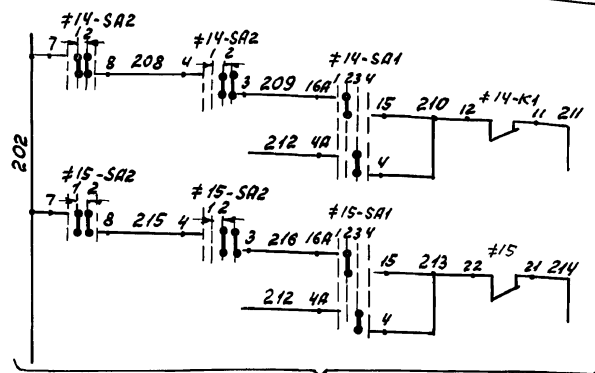 ≠14-SA2
7 1 2 8 208 4
≠14-SA2
1 2 3 209 16A
≠14-SA1
1 2 3 4 15 210 12
≠14-K1
11 211
212 4A 4
202
≠15-SA2
7 1 2 8 215 4
≠15-SA2
1 2 3 216 16A
≠15-SA1
1 2 3 4 15 213 22
≠15
21 214
212 4A 4